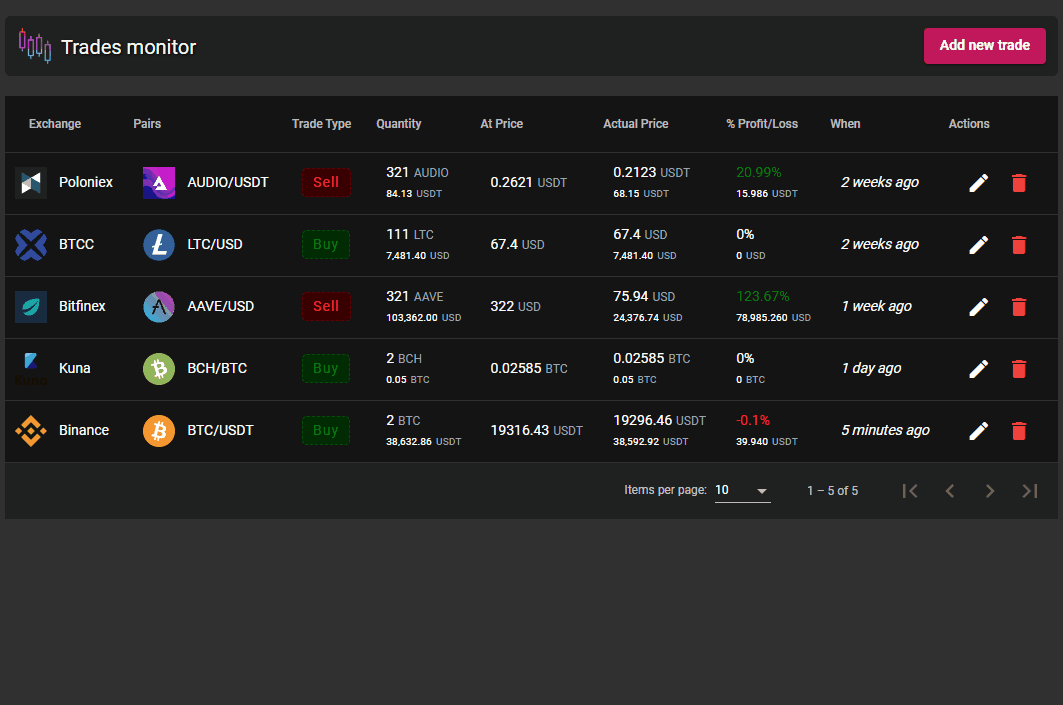 Trades monitor
Add new trade
Exchange Pairs Trade Type Quantity At Price Actual Price % Profit/Loss When Actions
Poloniex AUDIO/USDT Sell 321 AUDIO 0.2621 USDT 0.2123 USDT 20.99% 2 weeks ago
84.13 USDT 68.15 USDT 15.986 USDT
BTCC LTC/USD Buy 111 LTC 67.4 USD 67.4 USD 0% 2 weeks ago
7,481.40 USD 7,481.40 USD 0 USD
Bitfinex AAVE/USD Sell 321 AAVE 322 USD 75.94 USD 123.67% 1 week ago
103,362.00 USD 24,376.74 USD 78,985.260 USD
Kuna BCH/BTC Buy 2 BCH 0.02585 BTC 0.02585 BTC 0% 1 day ago
Kuna 0.05 BTC 0.05 BTC 0 BTC
Binance BTC/USDT Buy 2 BTC 19316.43 USDT 19296.46 USDT -0.1% 5 minutes ago
38,632.86 USDT 38,592.92 USDT 39.940 USDT
Items per page: 10 1 – 5 of 5